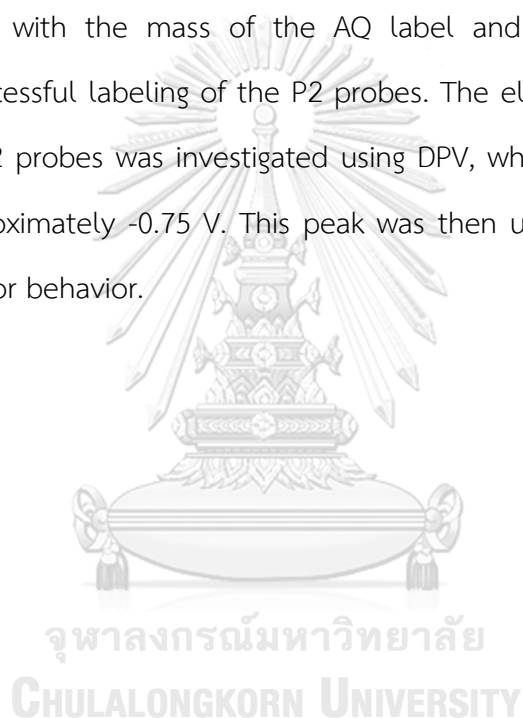 with the mass of the AQ label and
cessful labeling of the P2 probes. The el
2 probes was investigated using DPV, wh
oximately -0.75 V. This peak was then u
or behavior.
จุฬาลงกรณ์มหาวิทยาลัย
CHULALONGKORN UNIVERSITY